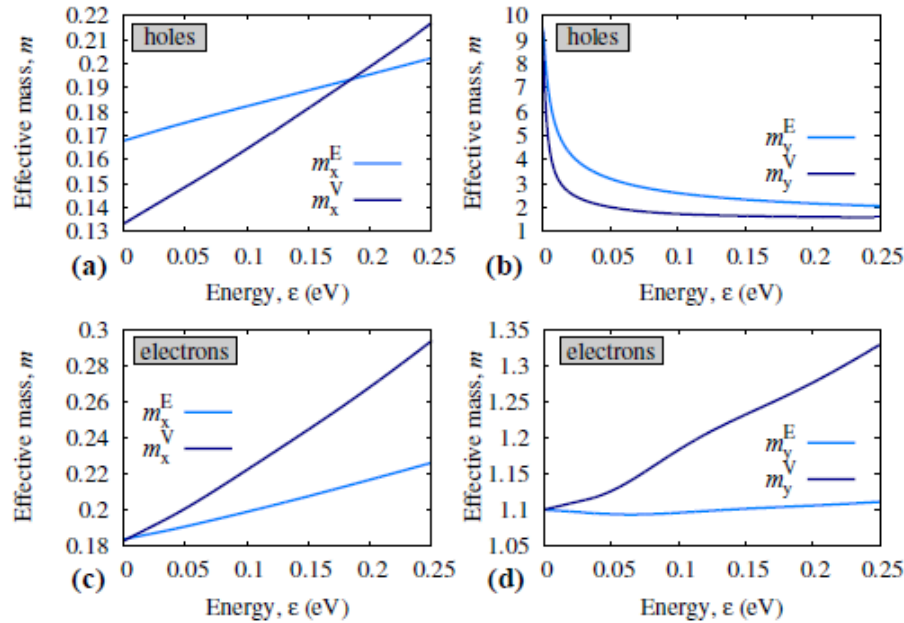 holes
Effective mass, m
0.22
0.21
0.2
0.19
0.18
0.17
0.16
0.15
0.14
0.13
m_x^E
m_x^V
0 0.05 0.1 0.15 0.2 0.25
(a)
Energy, ε (eV)
holes
Effective mass, m
10
9
8
7
6
5
4
3
2
1
m_y^E
m_y^V
0 0.05 0.1 0.15 0.2 0.25
(b)
Energy, ε (eV)
electrons
Effective mass, m
0.3
0.28
0.26
0.24
0.22
0.2
0.18
m_x^E
m_x^V
0 0.05 0.1 0.15 0.2 0.25
(c)
Energy, ε (eV)
electrons
Effective mass, m
1.35
1.3
1.25
1.2
1.15
1.1
1.05
m_y^E
m_y^V
0 0.05 0.1 0.15 0.2 0.25
(d)
Energy, ε (eV)